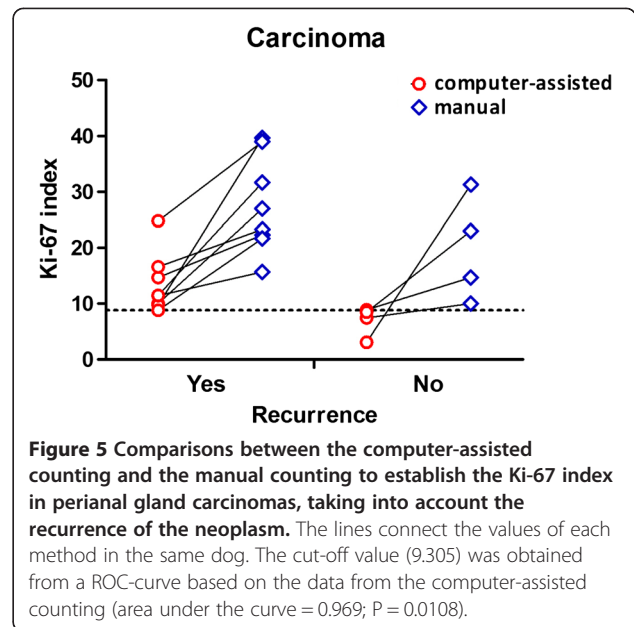 Carcinoma
computer-assisted
manual
50
40
30
20
10
0
Ki-67 index
Yes
No
Recurrence
Figure 5 Comparisons between the computer-assisted
counting and the manual counting to establish the Ki-67 index
in perianal gland carcinomas, taking into account the
recurrence of the neoplasm. The lines connect the values of each
method in the same dog. The cut-off value (9.305) was obtained
from a ROC-curve based on the data from the computer-assisted
counting (area under the curve = 0.969; P = 0.0108).